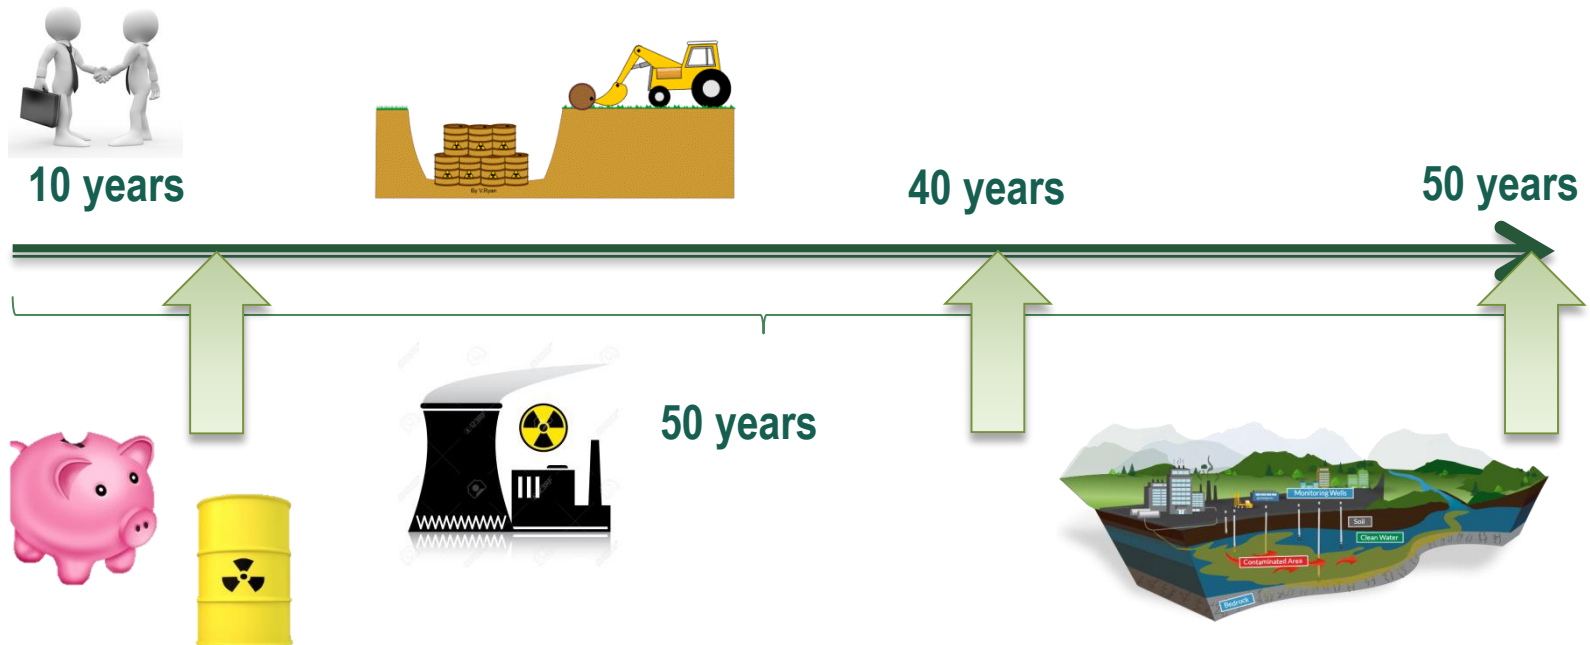 By V.Ryan
10 years
40 years
50 years
50 years
Monitoring Wells
Soil
Clean Water
Contaminated Area
Bedrock